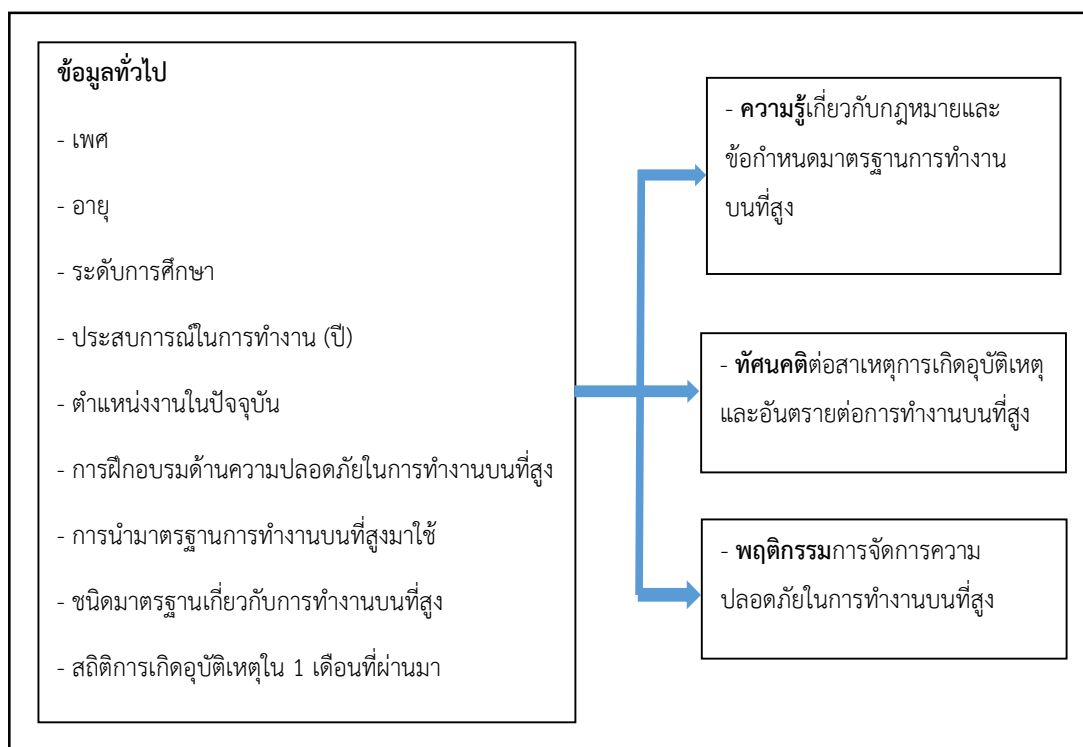 ข้อมูลทั่วไป
- เพศ
- อายุ
- ระดับการศึกษา
- ประสบการณ์ในการทำงาน (ปี)
- ตำแหน่งงานในปัจจุบัน
- การฝึกอบรมด้านความปลอดภัยในการทำงานบนที่สูง
- การนำมาตรฐานการทำงานบนที่สูงมาใช้
- ชนิดมาตรฐานเกี่ยวกับการทำงานบนที่สูง
- สถิติการเกิดอุบัติเหตุใน 1 เดือนที่ผ่านมา
- ความรู้เกี่ยวกับกฎหมายและ
ข้อกำหนดมาตรฐานการทำงาน
บนที่สูง
- ทัศนคติต่อสาเหตุการเกิดอุบัติเหตุ
และอันตรายต่อการทำงานบนที่สูง
- พฤติกรรมการจัดการความ
ปลอดภัยในการทำงานบนที่สูง